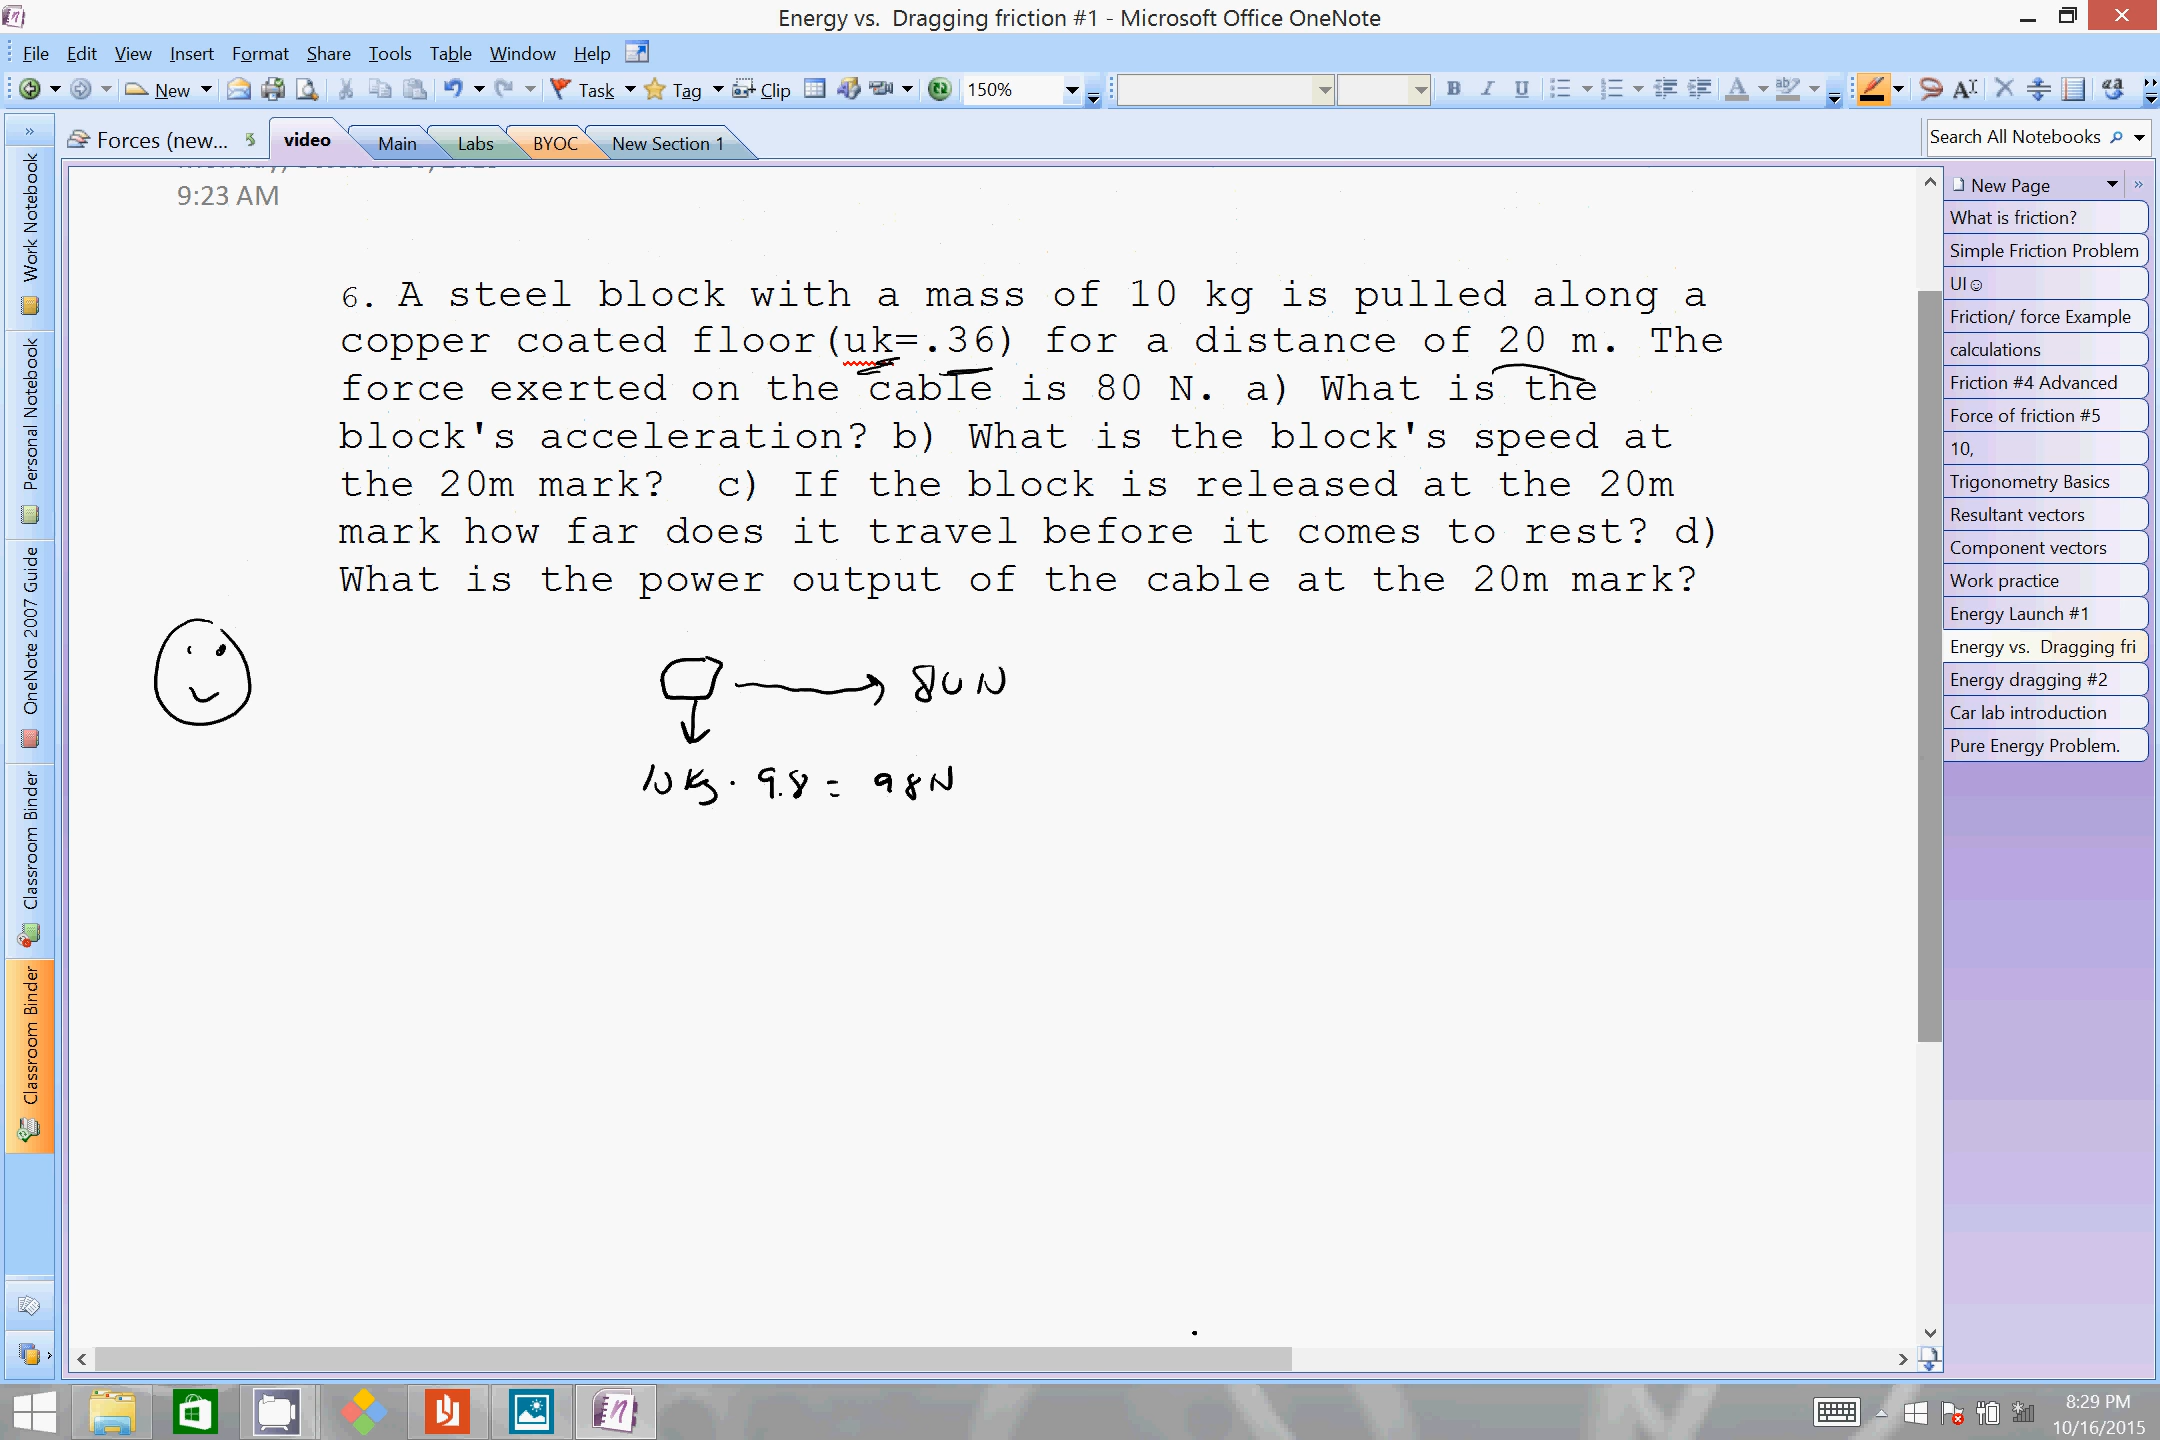 Energy vs.  Dragging friction #1 - Microsoft Office OneNote
File Edit View Insert Format Share Tools Table Window Help
New Task Tag Clip 150% B I U
Forces (new... video Main Labs BYOC New Section 1 Search All Notebooks
9:23 AM
6. A steel block with a mass of 10 kg is pulled along a
copper coated floor(uk=.36) for a distance of 20 m. The
force exerted on the cable is 80 N. a) What is the
block's acceleration? b) What is the block's speed at
the 20m mark?  c) If the block is released at the 20m
mark how far does it travel before it comes to rest? d)
What is the power output of the cable at the 20m mark?
80 N
10 kg · 9.8 = 98N
Work Notebook
Personal Notebook
OneNote 2007 Guide
Classroom Binder
Classroom Binder
New Page
What is friction?
Simple Friction Problem
UI☺
Friction/ force Example
calculations
Friction #4 Advanced
Force of friction #5
10,
Trigonometry Basics
Resultant vectors
Component vectors
Work practice
Energy Launch #1
Energy vs.  Dragging fri
Energy dragging #2
Car lab introduction
Pure Energy Problem.
8:29 PM
10/16/2015